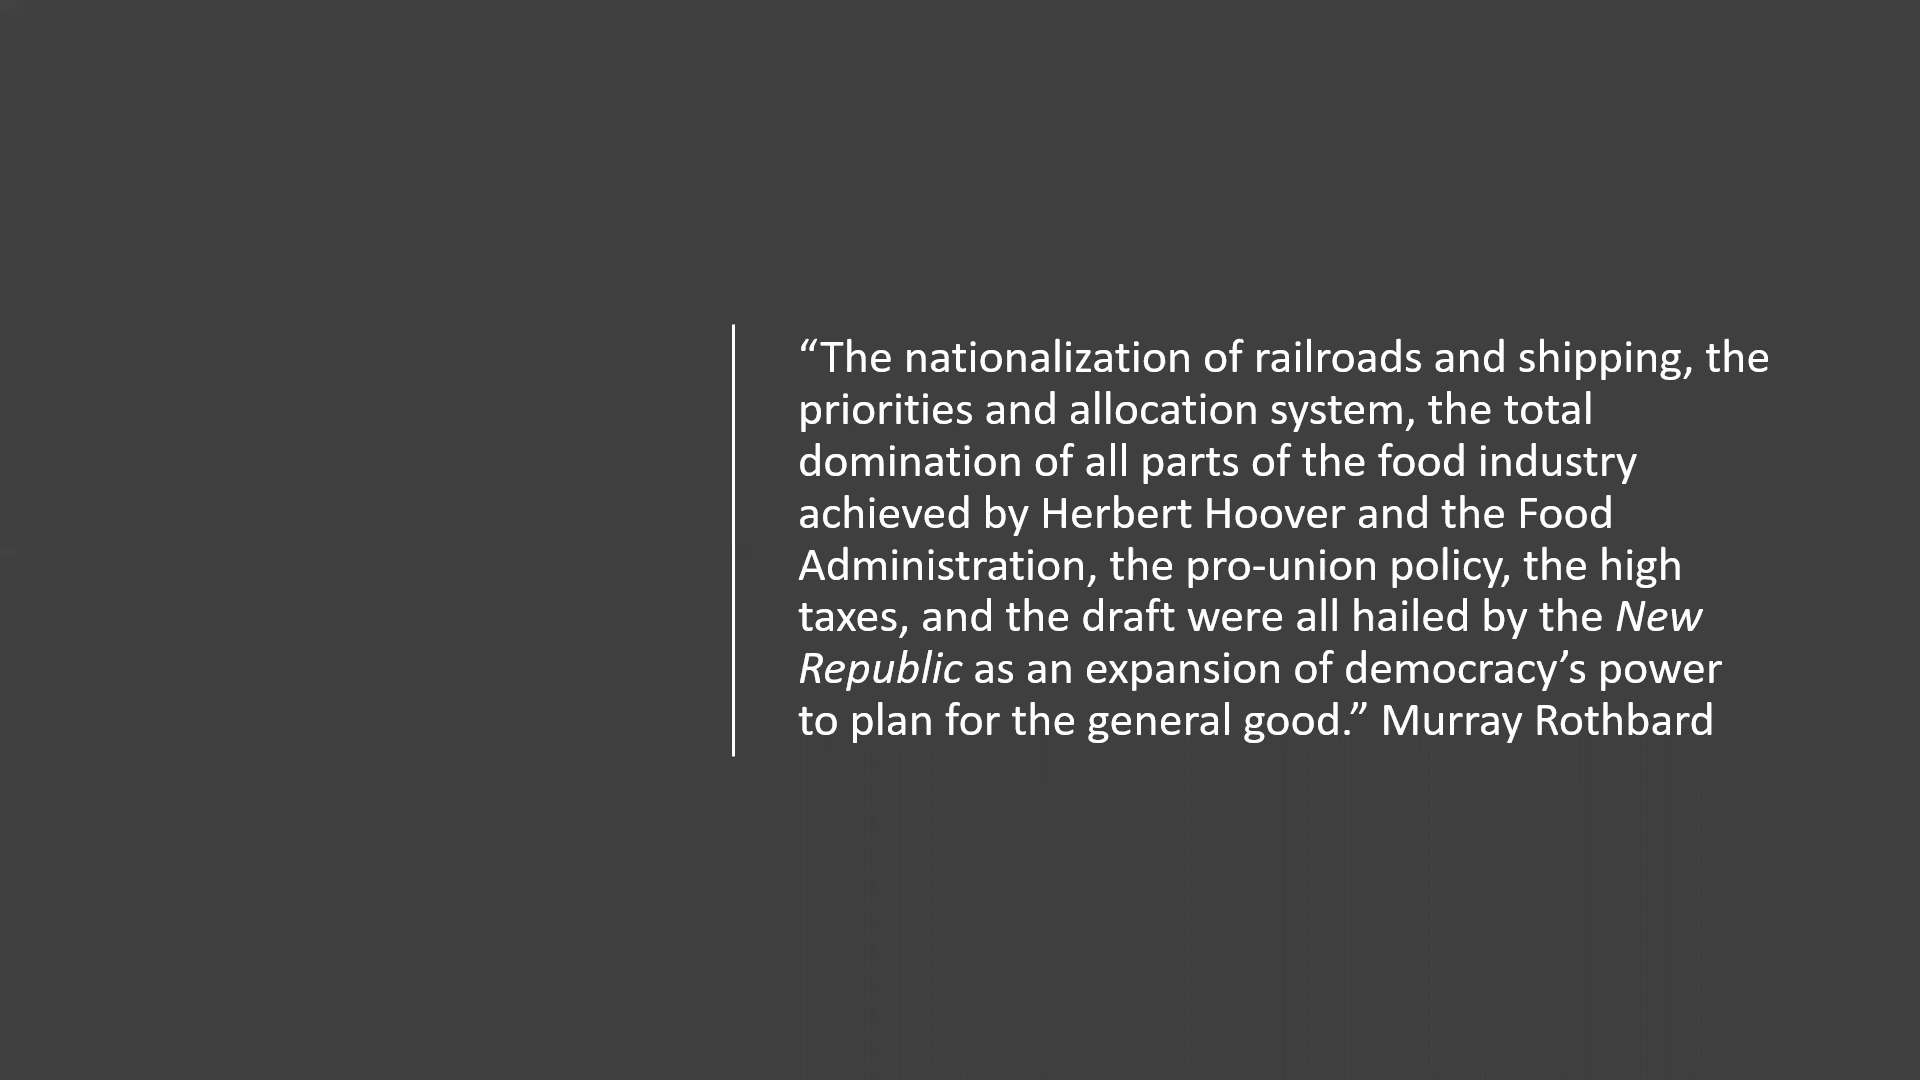 “The nationalization of railroads and shipping, the
priorities and allocation system, the total
domination of all parts of the food industry
achieved by Herbert Hoover and the Food
Administration, the pro-union policy, the high
taxes, and the draft were all hailed by the New
Republic as an expansion of democracy’s power
to plan for the general good.” Murray Rothbard